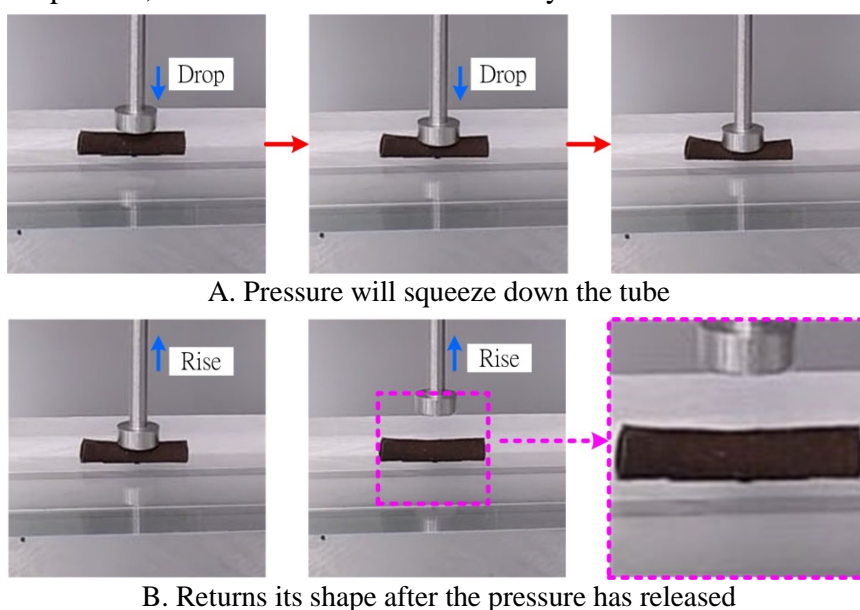 Drop
Drop
A. Pressure will squeeze down the tube
Rise
Rise
B. Returns its shape after the pressure has released